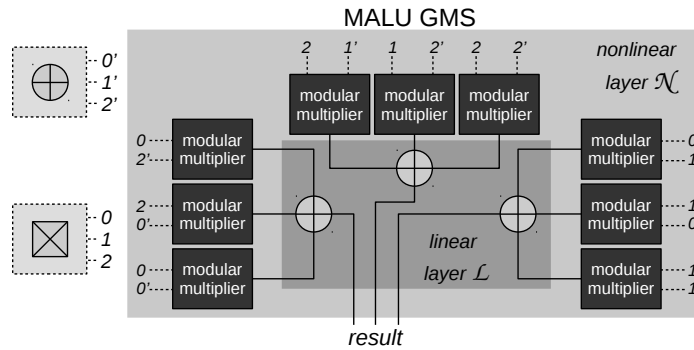 MALU GMS
0'
1'
2'
2 1' 1 2' 2 2'
nonlinear
layer N
modular
multiplier
modular
multiplier
modular
multiplier
0
2'
modular
multiplier
2
0'
modular
multiplier
0
0'
modular
multiplier
0
1
2
modular
multiplier
0
1
modular
multiplier
1
0
modular
multiplier
1
1
linear
layer L
result